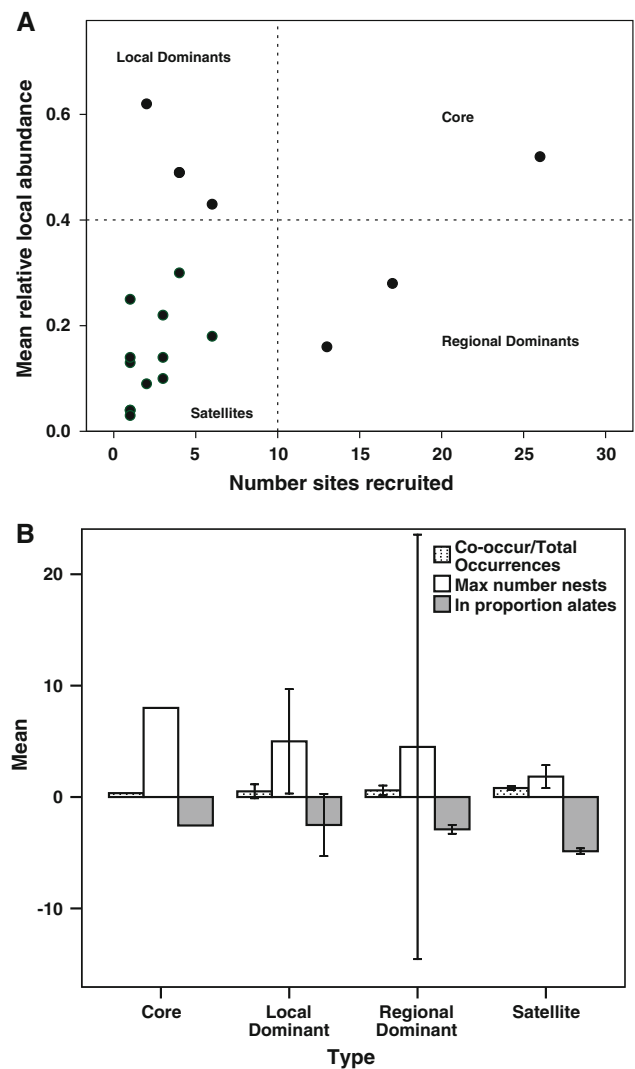 A
Local Dominants
Core
Regional Dominants
Satellites
Mean relative local abundance
0.6
0.4
0.2
0.0
0 5 10 15 20 25 30
Number sites recruited
B
Co-occur/Total
Occurrences
Max number nests
In proportion alates
Mean
20
10
0
-10
Core
Local
Dominant
Regional
Dominant
Satellite
Type